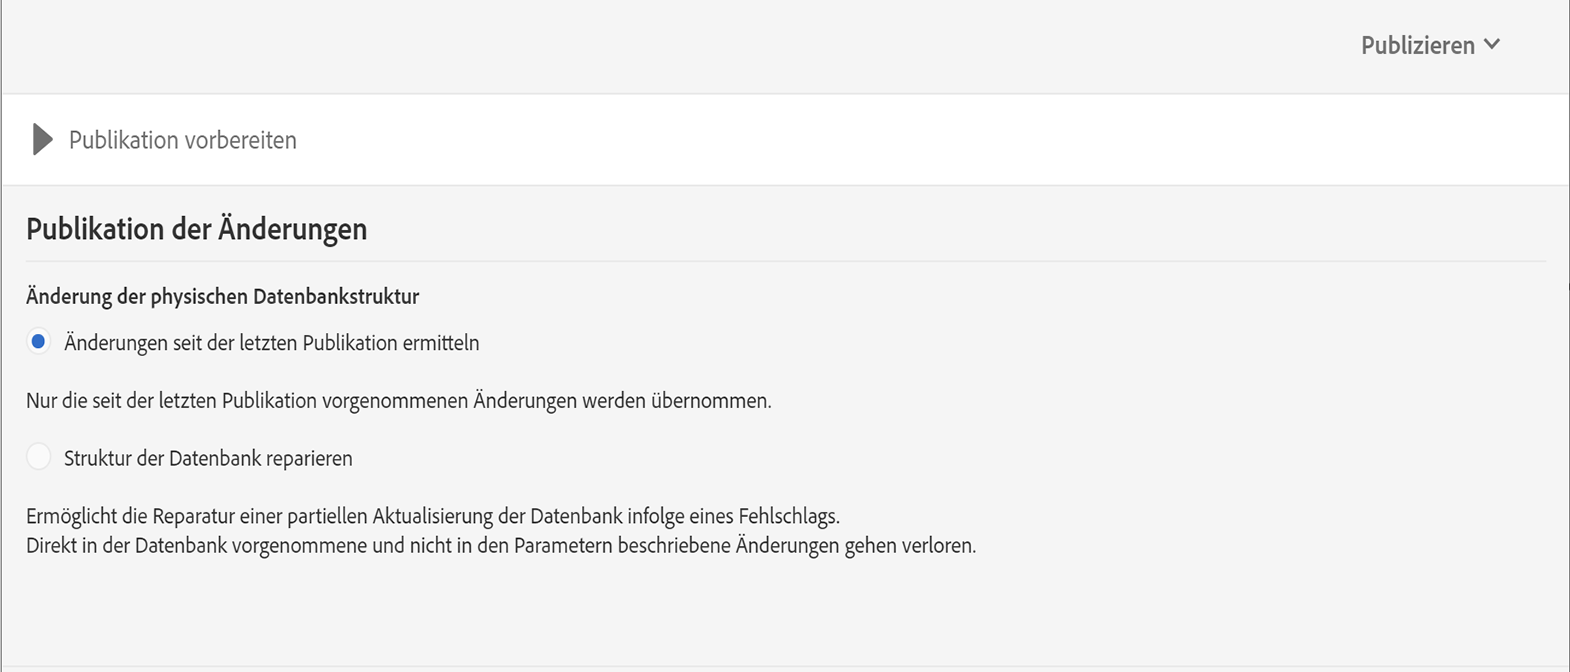 Publizieren
Publikation vorbereiten
Publikation der Änderungen
Änderung der physischen Datenbankstruktur
Änderungen seit der letzten Publikation ermitteln
Nur die seit der letzten Publikation vorgenommenen Änderungen werden übernommen.
Struktur der Datenbank reparieren
Ermöglicht die Reparatur einer partiellen Aktualisierung der Datenbank infolge eines Fehlschlags.
Direkt in der Datenbank vorgenommene und nicht in den Parametern beschriebene Änderungen gehen verloren.